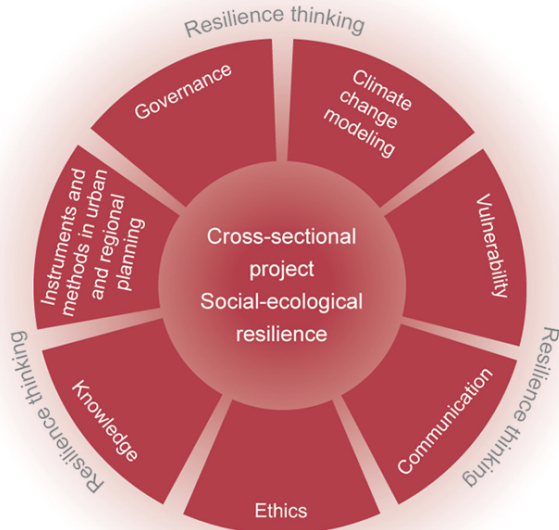 Resilience thinking
Governance
Climate
change
modeling
Instruments and
methods in urban
and regional
planning
Vulnerability
Cross-sectional
project
Social-ecological
resilience
Resilience thinking
Resilience thinking
Knowledge
Communication
Ethics